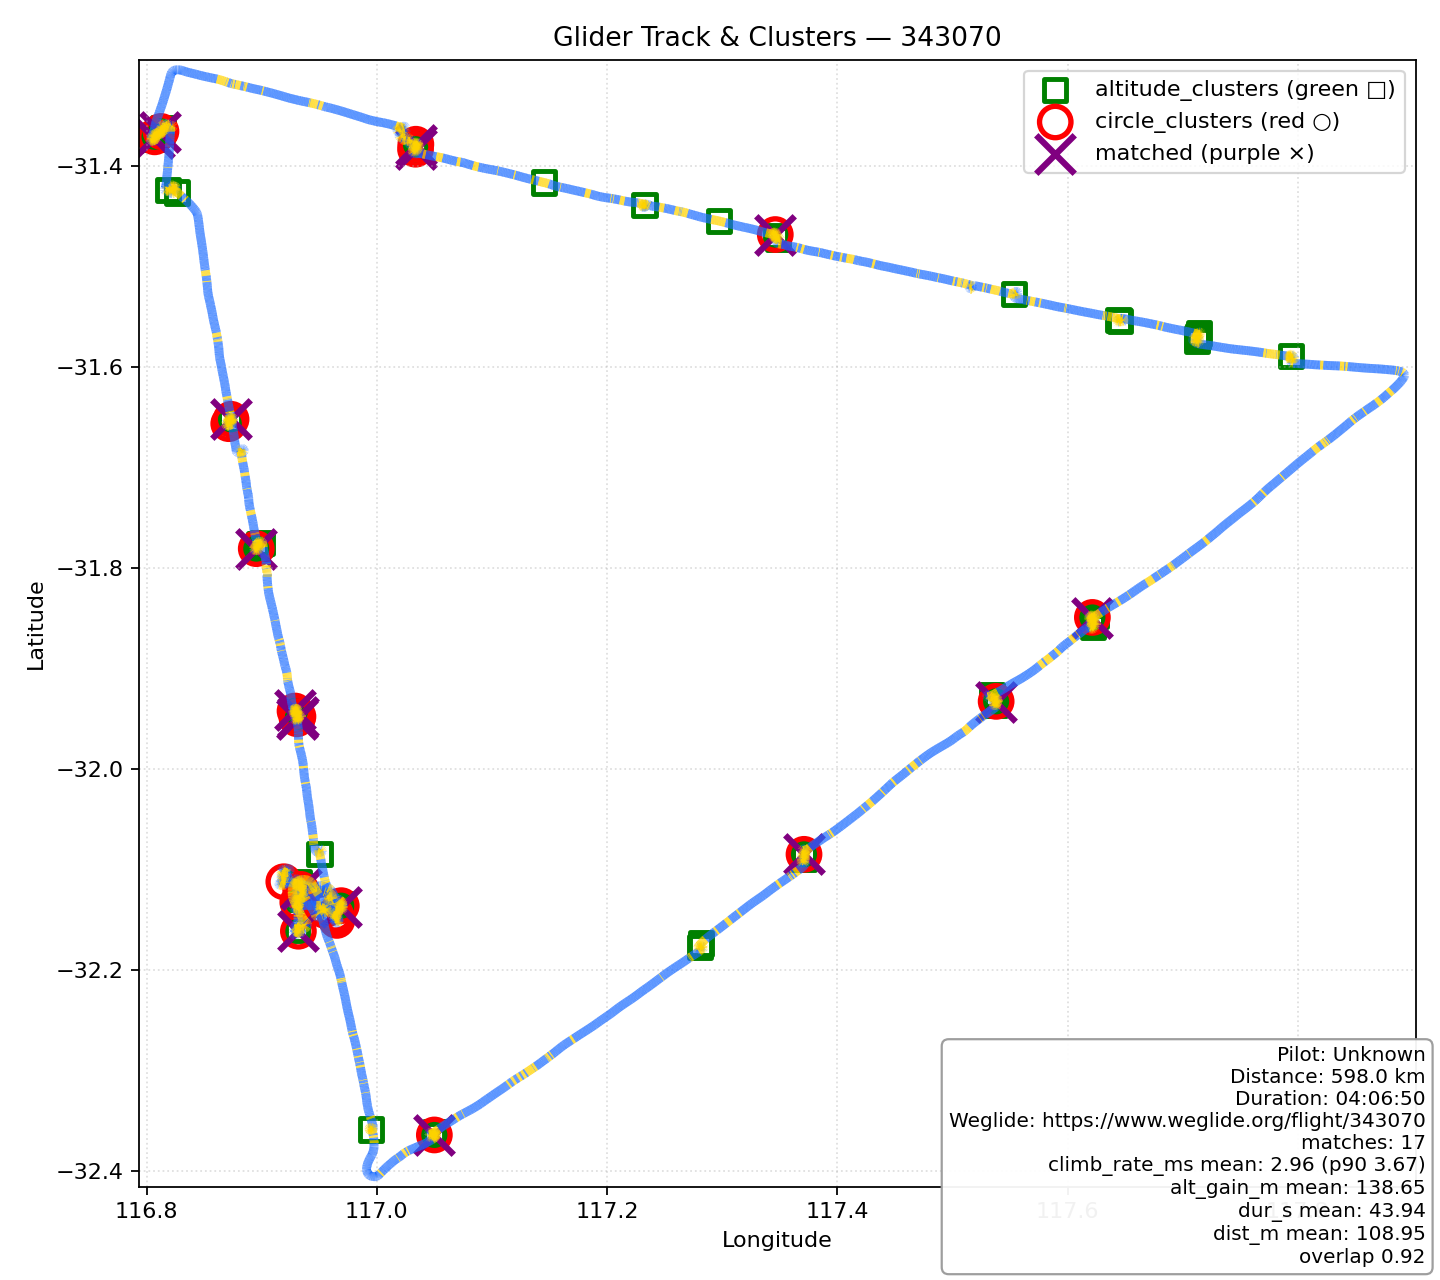 Glider Track & Clusters — 343070
altitude_clusters (green □)
circle_clusters (red ○)
matched (purple ×)
−31.4
−31.6
−31.8
−32.0
−32.2
−32.4
Latitude
116.8
117.0
117.2
117.4
117.6
Longitude
Pilot: Unknown
Distance: 598.0 km
Duration: 04:06:50
Weglide: https://www.weglide.org/flight/343070
matches: 17
climb_rate_ms mean: 2.96 (p90 3.67)
alt_gain_m mean: 138.65
dur_s mean: 43.94
dist_m mean: 108.95
overlap 0.92